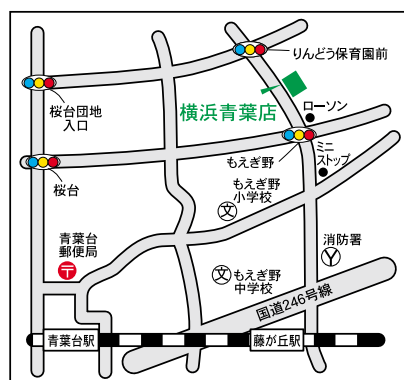 りんどう保育園前
横浜青葉店
桜台団地
入口
ローソン
もえぎ野
ミニ
ストップ
桜台
もえぎ野
小学校
文
青葉台
郵便局
〒
消防署
Y
文
もえぎ野
中学校
国道246号線
青葉台駅
藤が丘駅